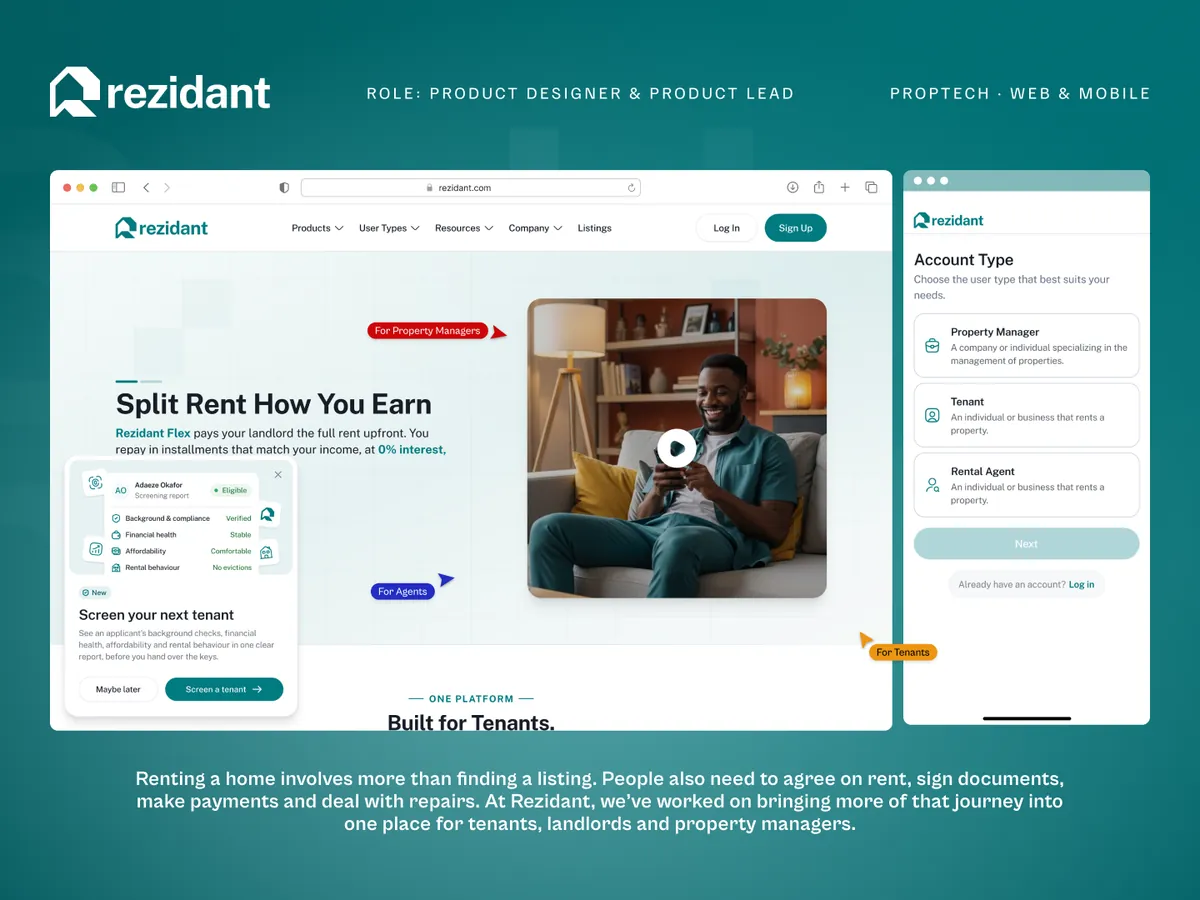 rezidant
ROLE: PRODUCT DESIGNER & PRODUCT LEAD
PROPTECH · WEB & MOBILE
rezidant.com
rezidant
Products
User Types
Resources
Company
Listings
Log In
Sign Up
For Property Managers
Split Rent How You Earn
Rezidant Flex pays your landlord the full rent upfront. You
repay in installments that match your income, at 0% interest,
AO
Adaeze Okafor
Screening report
Eligible
Background & compliance
Verified
Financial health
Stable
Affordability
Comfortable
Rental behaviour
No evictions
New
Screen your next tenant
See an applicant's background checks, financial
health, affordability and rental behaviour in one clear
report, before you hand over the keys.
Maybe later
Screen a tenant →
For Agents
For Tenants
ONE PLATFORM
Built for Tenants.
rezidant
Account Type
Choose the user type that best suits your
needs.
Property Manager
A company or individual specializing in the
management of properties.
Tenant
An individual or business that rents a
property.
Rental Agent
An individual or business that rents a
property.
Next
Already have an account? Log in
Renting a home involves more than finding a listing. People also need to agree on rent, sign documents,
make payments and deal with repairs. At Rezidant, we’ve worked on bringing more of that journey into
one place for tenants, landlords and property managers.